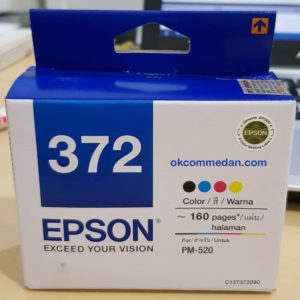 372
EPSON
okcommedan.com
Color / สี / Warna
~ 160 pages*/แผ่น/
halaman
EPSON®
EXCEED YOUR VISION
For/สำหรับ/Untuk
PM-520
C13T372090